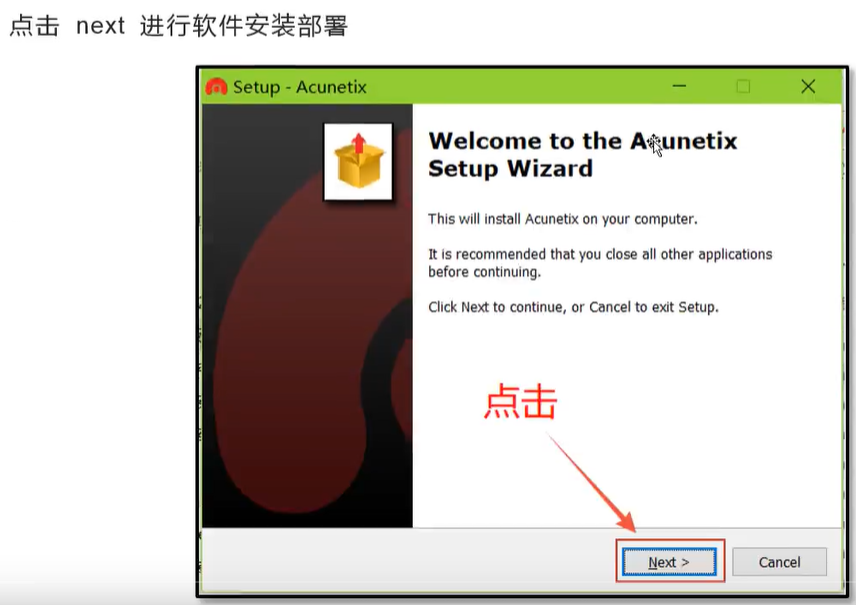 点击 next 进行软件安装部署
Setup - Acunetix
Welcome to the Acunetix
Setup Wizard
This will install Acunetix on your computer.
It is recommended that you close all other applications
before continuing.
Click Next to continue, or Cancel to exit Setup.
点击
Next >
Cancel